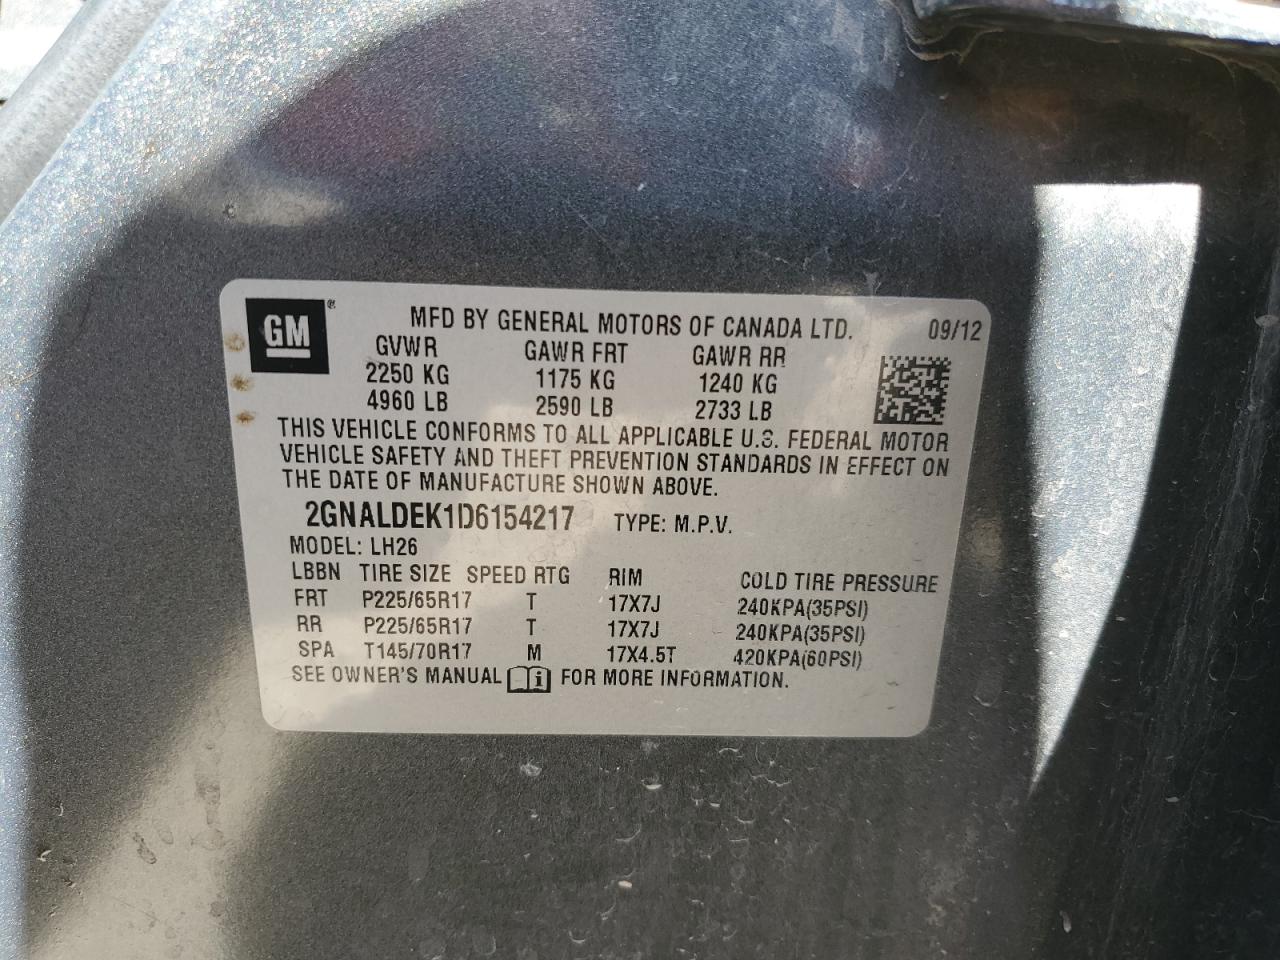 GM ®
MFD BY GENERAL MOTORS OF CANADA LTD. 09/12
GVWR GAWR FRT GAWR RR
2250 KG 1175 KG 1240 KG
4960 LB 2590 LB 2733 LB
THIS VEHICLE CONFORMS TO ALL APPLICABLE U.S. FEDERAL MOTOR
VEHICLE SAFETY AND THEFT PREVENTION STANDARDS IN EFFECT ON
THE DATE OF MANUFACTURE SHOWN ABOVE.
2GNALDEK1D6154217 TYPE: M.P.V.
MODEL: LH26
LBBN TIRE SIZE SPEED RTG RIM COLD TIRE PRESSURE
FRT P225/65R17 T 17X7J 240KPA(35PSI)
RR P225/65R17 T 17X7J 240KPA(35PSI)
SPA T145/70R17 M 17X4.5T 420KPA(60PSI)
SEE OWNER'S MANUAL i FOR MORE INFORMATION.